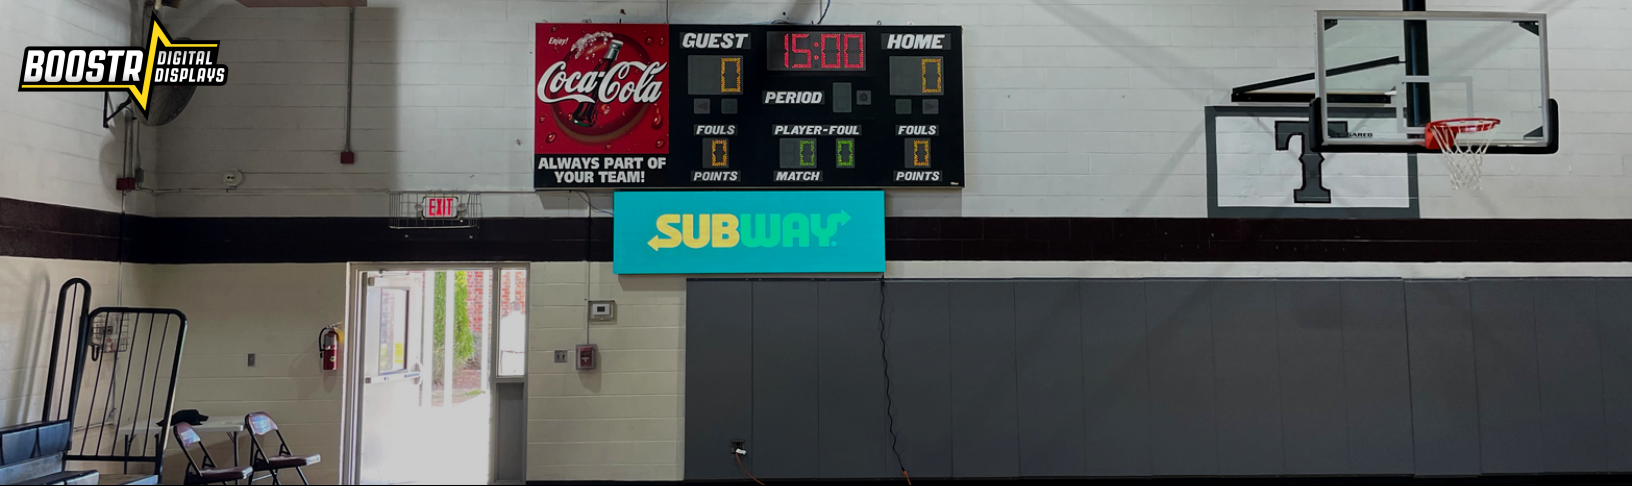 BOOSTR DIGITAL DISPLAYS
Enjoy!
Coca-Cola
ALWAYS PART OF
YOUR TEAM!
GUEST
15:00
HOME
0
0
PERIOD
FOULS
PLAYER-FOUL
FOULS
0
0 0
0
POINTS
MATCH
POINTS
EXIT
SUBWAY
T